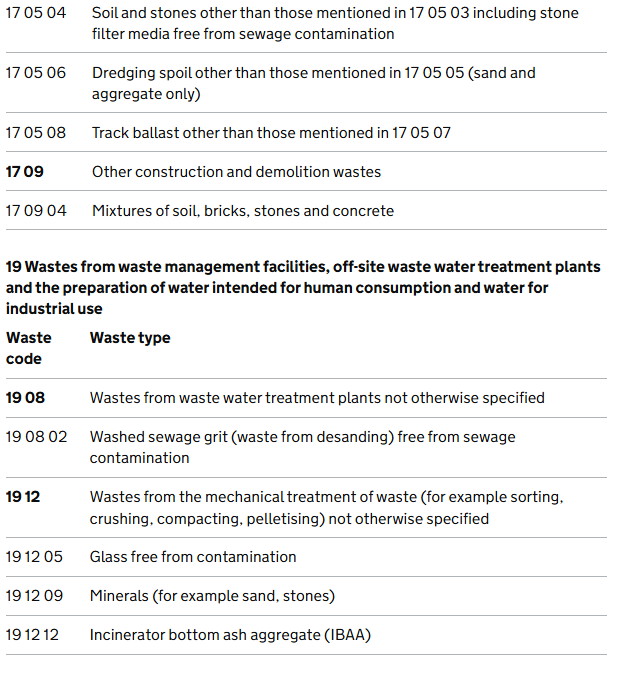 17 05 04 Soil and stones other than those mentioned in 17 05 03 including stone
filter media free from sewage contamination
17 05 06 Dredging spoil other than those mentioned in 17 05 05 (sand and
aggregate only)
17 05 08 Track ballast other than those mentioned in 17 05 07
17 09 Other construction and demolition wastes
17 09 04 Mixtures of soil, bricks, stones and concrete
19 Wastes from waste management facilities, off-site waste water treatment plants
and the preparation of water intended for human consumption and water for
industrial use
Waste Waste type
code
19 08 Wastes from waste water treatment plants not otherwise specified
19 08 02 Washed sewage grit (waste from desanding) free from sewage
contamination
19 12 Wastes from the mechanical treatment of waste (for example sorting,
crushing, compacting, pelletising) not otherwise specified
19 12 05 Glass free from contamination
19 12 09 Minerals (for example sand, stones)
19 12 12 Incinerator bottom ash aggregate (IBAA)